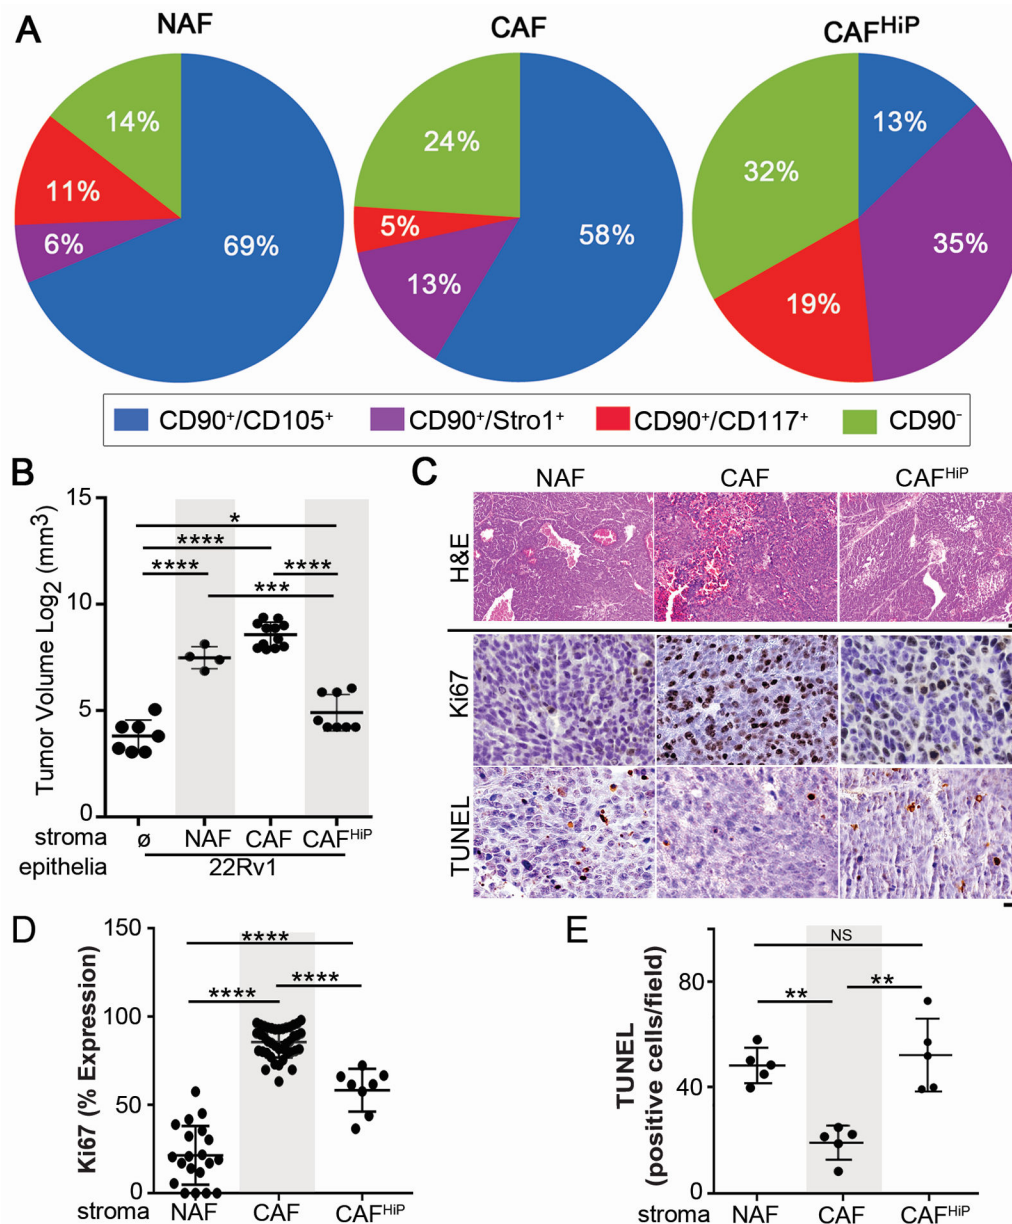 A
NAF
CAF
CAFHiP
14%
11%
6%
69%
24%
5%
13%
58%
32%
13%
19%
35%
CD90+/CD105+ CD90+/Stro1+ CD90+/CD117+ CD90-
B
Tumor Volume Log2 (mm3)
15
10
5
0
*
**** ***
**** ****
***
stroma ø NAF CAF CAFHiP
epithelia 22Rv1
C
NAF CAF CAFHiP
H&E
Ki67
TUNEL
D
Ki67 (% Expression)
150
100
50
0
****
****
****
stroma NAF CAF CAFHiP
E
TUNEL
(positive cells/field)
80
40
0
NS
**
**
stroma NAF CAF CAFHiP